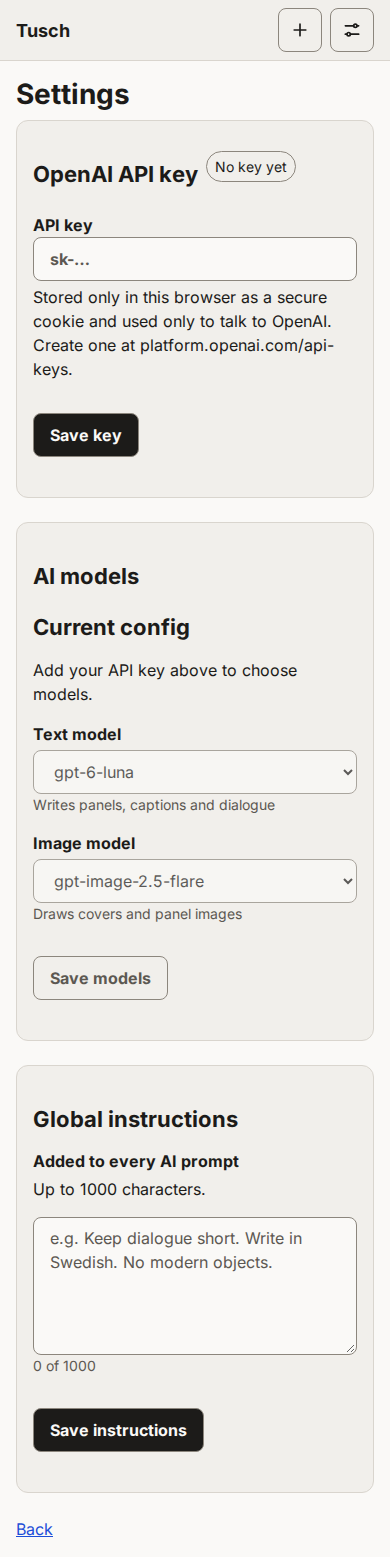 Tusch
Settings
OpenAI API key
No key yet
API key
sk-...
Stored only in this browser as a secure
cookie and used only to talk to OpenAI.
Create one at platform.openai.com/api-
keys.
Save key
AI models
Current config
Add your API key above to choose
models.
Text model
gpt-6-luna
Writes panels, captions and dialogue
Image model
gpt-image-2.5-flare
Draws covers and panel images
Save models
Global instructions
Added to every AI prompt
Up to 1000 characters.
e.g. Keep dialogue short. Write in
Swedish. No modern objects.
0 of 1000
Save instructions
Back